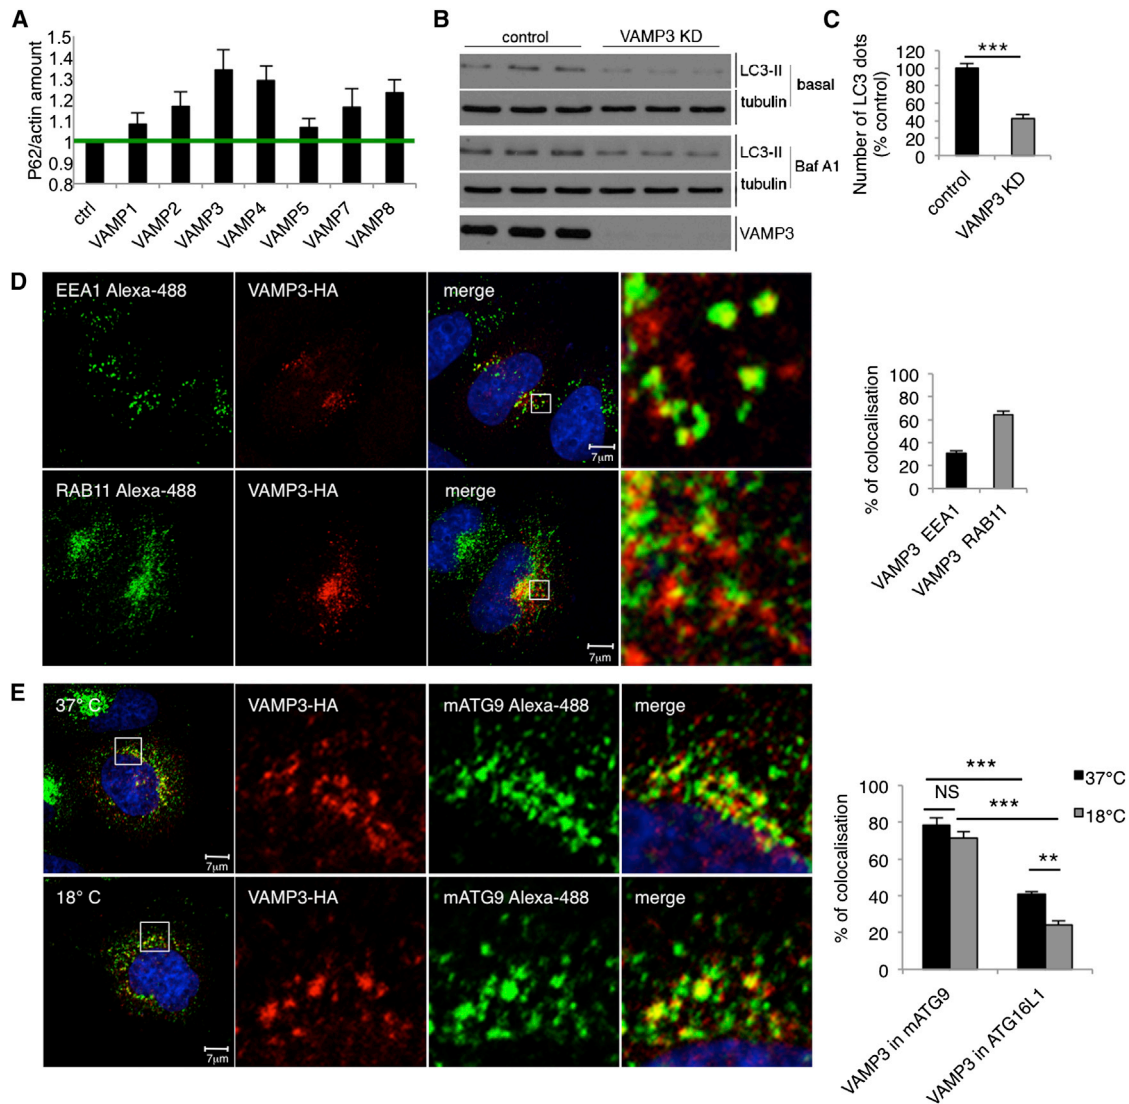 A
P62/actin amount
1.5
1.4
1.3
1.2
1.1
1
0.9
0.8
ctrl
VAMP1
VAMP2
VAMP3
VAMP4
VAMP5
VAMP7
VAMP8
B
control
VAMP3 KD
LC3-II
tubulin
basal
LC3-II
tubulin
Baf A1
VAMP3
C
Number of LC3 dots
(% control)
120
100
80
60
40
20
0
***
control
VAMP3 KD
D
EEA1 Alexa-488
VAMP3-HA
merge
7μm
RAB11 Alexa-488
VAMP3-HA
merge
7μm
% of colocalisation
100
80
60
40
20
0
VAMP3 EEA1
VAMP3 RAB11
E
37° C
VAMP3-HA
mATG9 Alexa-488
merge
7μm
18° C
VAMP3-HA
mATG9 Alexa-488
merge
7μm
% of colocalisation
100
80
60
40
20
0
***
NS
***
**
37°C
18°C
VAMP3 in mATG9
VAMP3 in ATG16L1